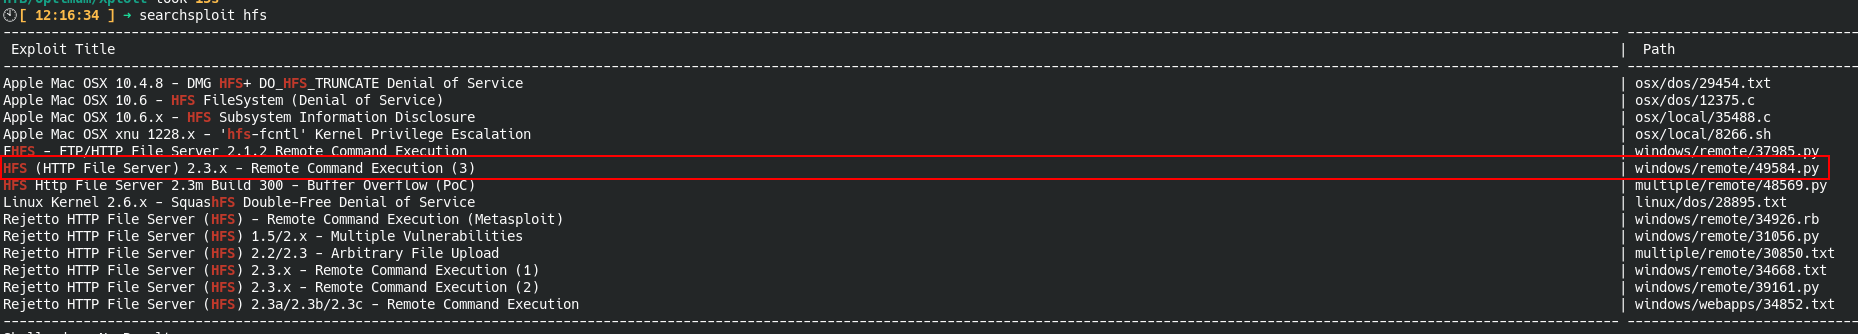 HTB/Optimum/Xploit took 15s
[ 12:16:34 ] → searchsploit hfs
Exploit Title | Path
Apple Mac OSX 10.4.8 - DMG HFS+ DO_HFS_TRUNCATE Denial of Service | osx/dos/29454.txt
Apple Mac OSX 10.6 - HFS FileSystem (Denial of Service) | osx/dos/12375.c
Apple Mac OSX 10.6.x - HFS Subsystem Information Disclosure | osx/local/35488.c
Apple Mac OSX xnu 1228.x - 'hfs-fcntl' Kernel Privilege Escalation | osx/local/8266.sh
FHFS - FTP/HTTP File Server 2.1.2 Remote Command Execution | windows/remote/37985.py
HFS (HTTP File Server) 2.3.x - Remote Command Execution (3) | windows/remote/49584.py
HFS Http File Server 2.3m Build 300 - Buffer Overflow (PoC) | multiple/remote/48569.py
Linux Kernel 2.6.x - SquashFS Double-Free Denial of Service | linux/dos/28895.txt
Rejetto HTTP File Server (HFS) - Remote Command Execution (Metasploit) | windows/remote/34926.rb
Rejetto HTTP File Server (HFS) 1.5/2.x - Multiple Vulnerabilities | windows/remote/31056.py
Rejetto HTTP File Server (HFS) 2.2/2.3 - Arbitrary File Upload | multiple/remote/30850.txt
Rejetto HTTP File Server (HFS) 2.3.x - Remote Command Execution (1) | windows/remote/34668.txt
Rejetto HTTP File Server (HFS) 2.3.x - Remote Command Execution (2) | windows/remote/39161.py
Rejetto HTTP File Server (HFS) 2.3a/2.3b/2.3c - Remote Command Execution | windows/webapps/34852.txt